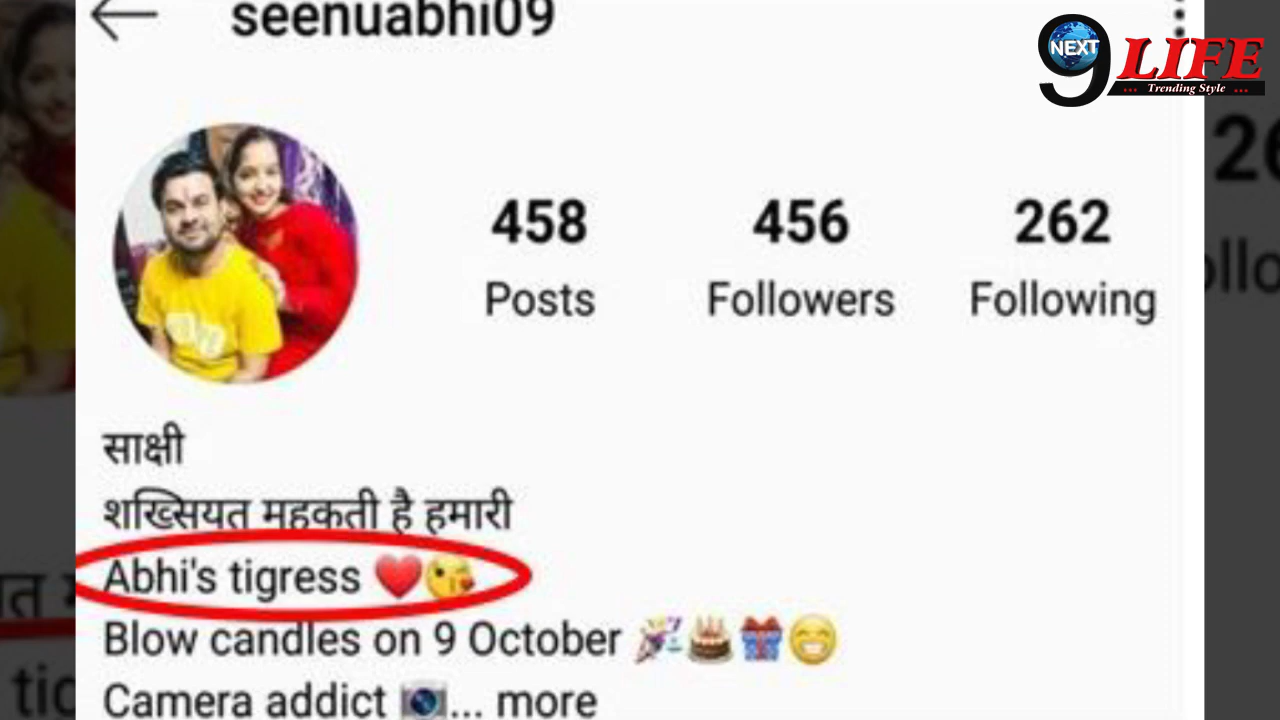 seenuabhi09
NEXT
9 LIFE
... Trending Style ...
458
Posts
456
Followers
262
Following
साक्षी
शख्सियत महकती है हमारी
Abhi's tigress ❤️😘
Blow candles on 9 October 🎉🎂🎁😁
Camera addict 📷... more